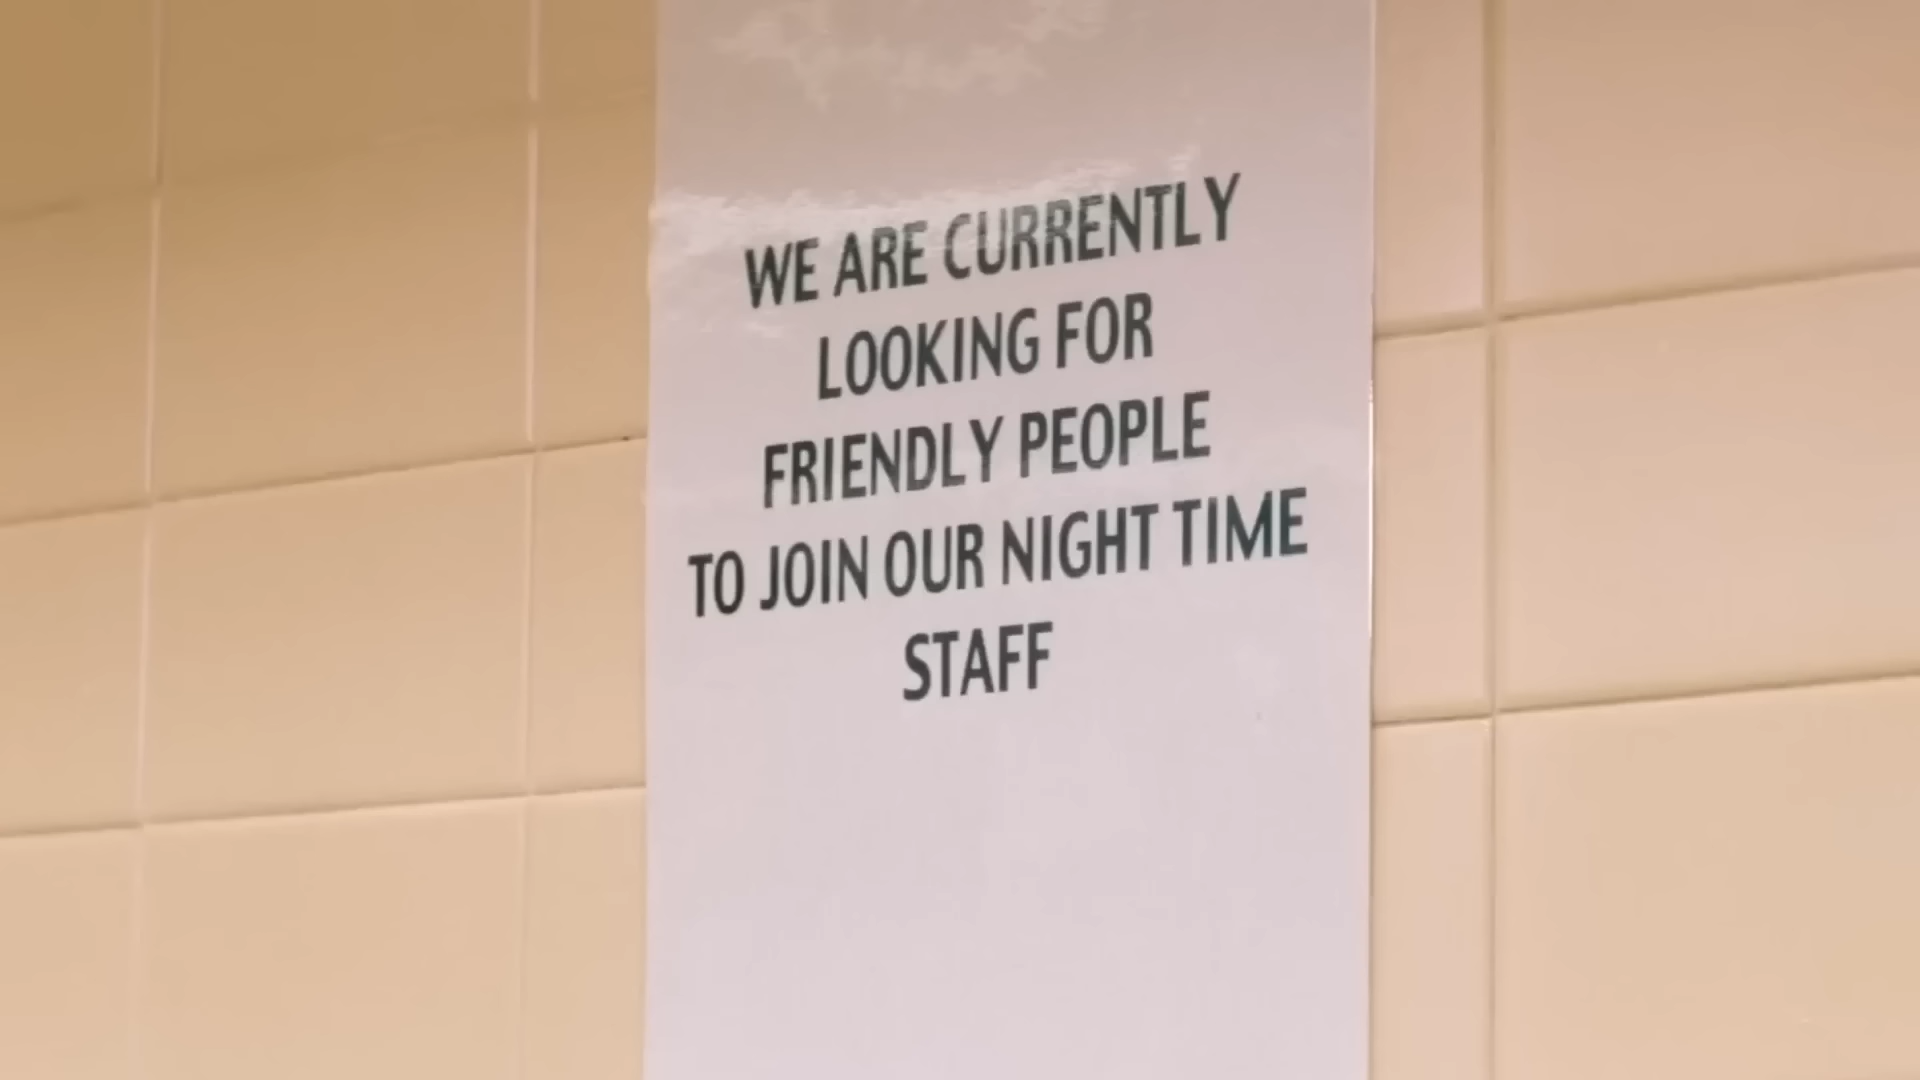 WE ARE CURRENTLY
LOOKING FOR
FRIENDLY PEOPLE
TO JOIN OUR NIGHT TIME
STAFF